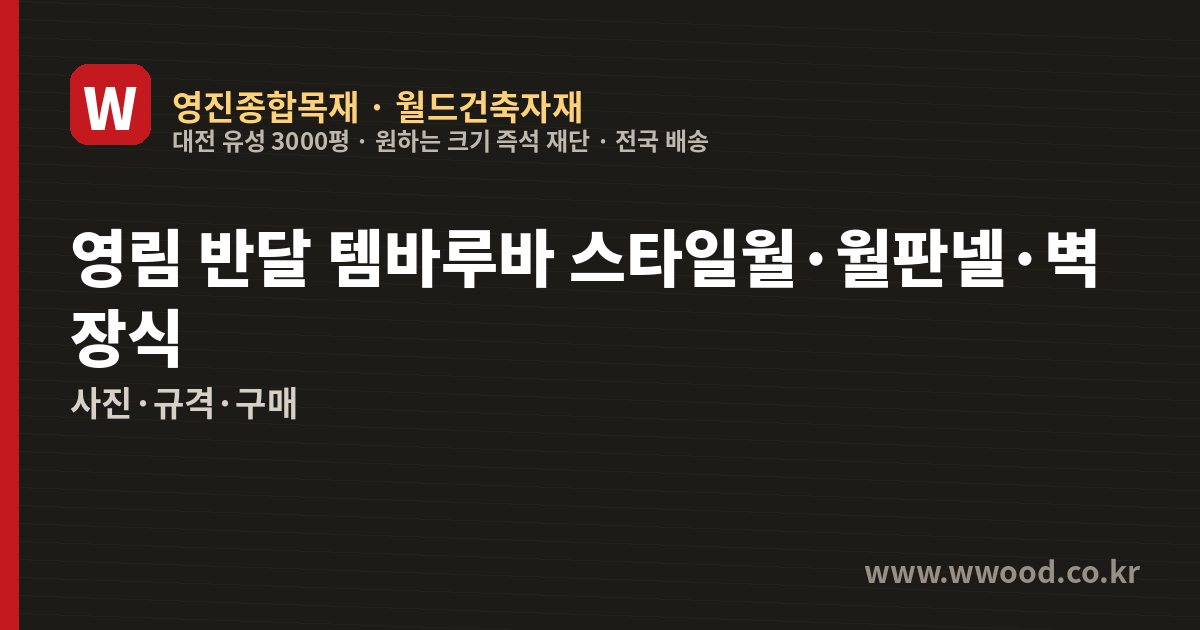 W
영진종합목재 · 월드건축자재
대전 유성 3000평 · 원하는 크기 즉석 재단 · 전국 배송
영림 반달 템바루바 스타일월·월판넬·벽
장식
사진·규격·구매
www.wwood.co.kr